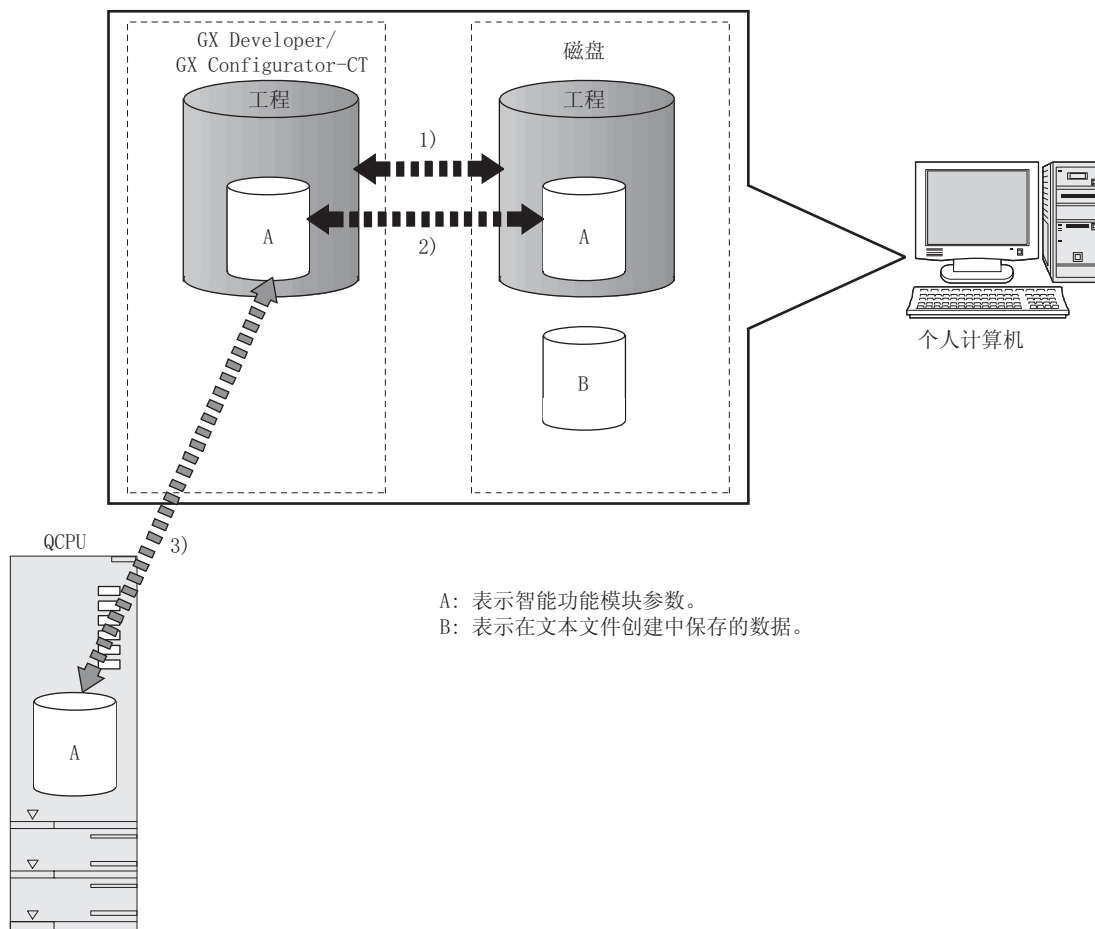 GX Developer/
GX Configurator-CT
磁盘
工程
工程
1)
A
A
2)
B
个人计算机
QCPU
3)
A: 表示智能功能模块参数。
B: 表示在文本文件创建中保存的数据。
A